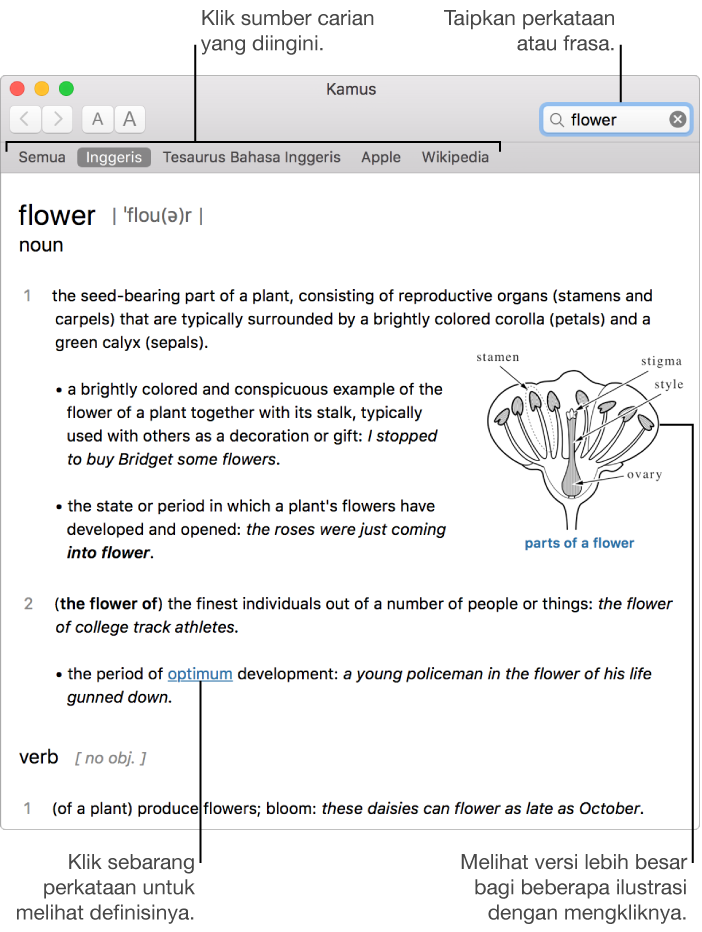 Klik sumber carian
yang diingini.
Taipkan perkataan
atau frasa.
Kamus
A A
flower
Semua Inggeris Tesaurus Bahasa Inggeris Apple Wikipedia
flower | ˈflou(ə)r |
noun
1 the seed-bearing part of a plant, consisting of reproductive organs (stamens and
carpels) that are typically surrounded by a brightly colored corolla (petals) and a
green calyx (sepals).
• a brightly colored and conspicuous example of the
flower of a plant together with its stalk, typically
used with others as a decoration or gift: I stopped
to buy Bridget some flowers.
• the state or period in which a plant's flowers have
developed and opened: the roses were just coming
into flower.
stamen
stigma
style
ovary
parts of a flower
2 (the flower of) the finest individuals out of a number of people or things: the flower
of college track athletes.
• the period of optimum development: a young policeman in the flower of his life
gunned down.
verb [ no obj. ]
1 (of a plant) produce flowers; bloom: these daisies can flower as late as October.
Klik sebarang
perkataan untuk
melihat definisinya.
Melihat versi lebih besar
bagi beberapa ilustrasi
dengan mengkliknya.